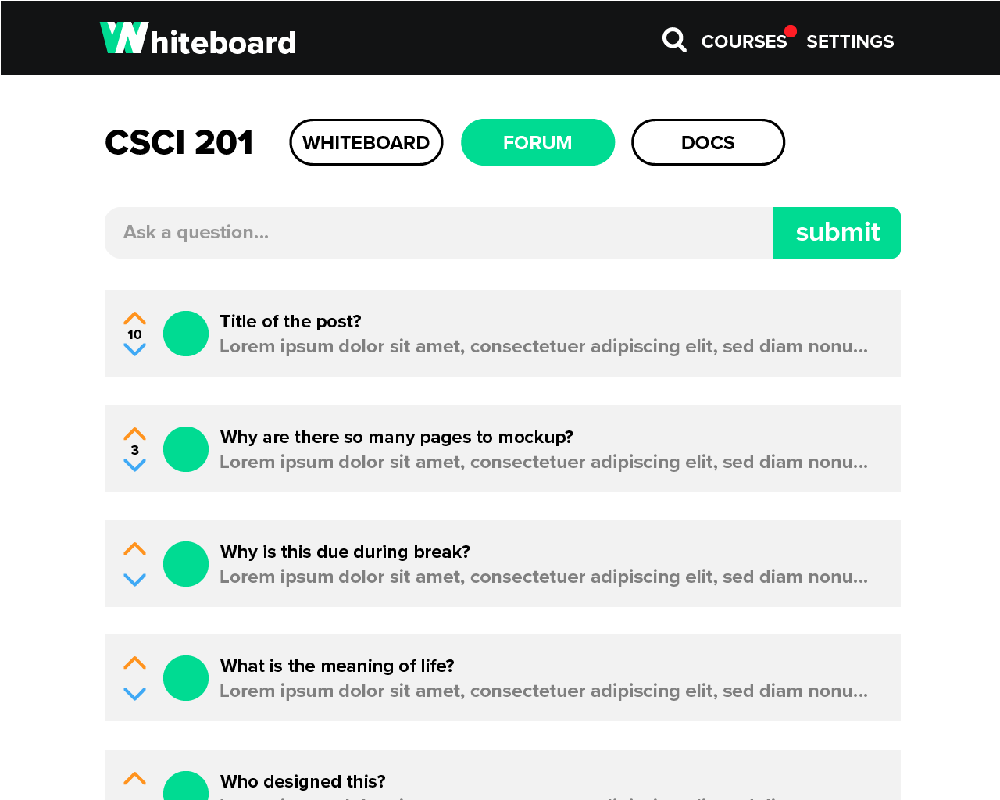 Whiteboard
COURSES SETTINGS
CSCI 201
WHITEBOARD
FORUM
DOCS
Ask a question...
submit
Title of the post?
10
Lorem ipsum dolor sit amet, consectetuer adipiscing elit, sed diam nonu...
Why are there so many pages to mockup?
3
Lorem ipsum dolor sit amet, consectetuer adipiscing elit, sed diam nonu...
Why is this due during break?
Lorem ipsum dolor sit amet, consectetuer adipiscing elit, sed diam nonu...
What is the meaning of life?
Lorem ipsum dolor sit amet, consectetuer adipiscing elit, sed diam nonu...
Who designed this?